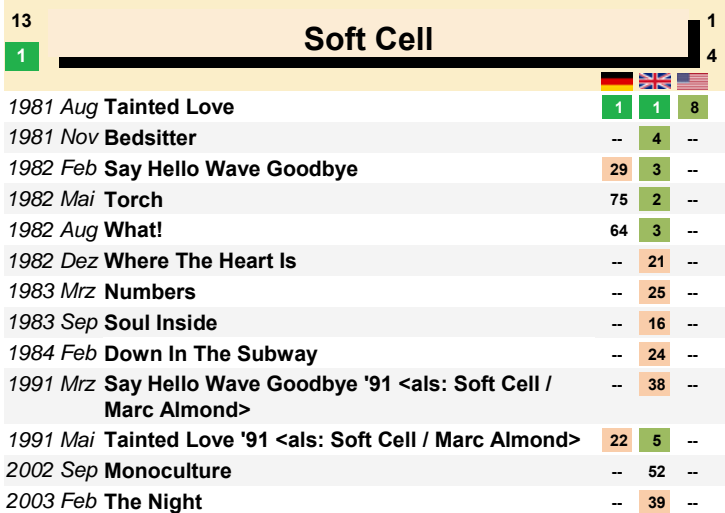 13 Soft Cell 1
1 4
1981 Aug Tainted Love 1 1 8
1981 Nov Bedsitter -- 4 --
1982 Feb Say Hello Wave Goodbye 29 3 --
1982 Mai Torch 75 2 --
1982 Aug What! 64 3 --
1982 Dez Where The Heart Is -- 21 --
1983 Mrz Numbers -- 25 --
1983 Sep Soul Inside -- 16 --
1984 Feb Down In The Subway -- 24 --
1991 Mrz Say Hello Wave Goodbye '91 <als: Soft Cell / -- 38 --
Marc Almond>
1991 Mai Tainted Love '91 <als: Soft Cell / Marc Almond> 22 5 --
2002 Sep Monoculture -- 52 --
2003 Feb The Night -- 39 --